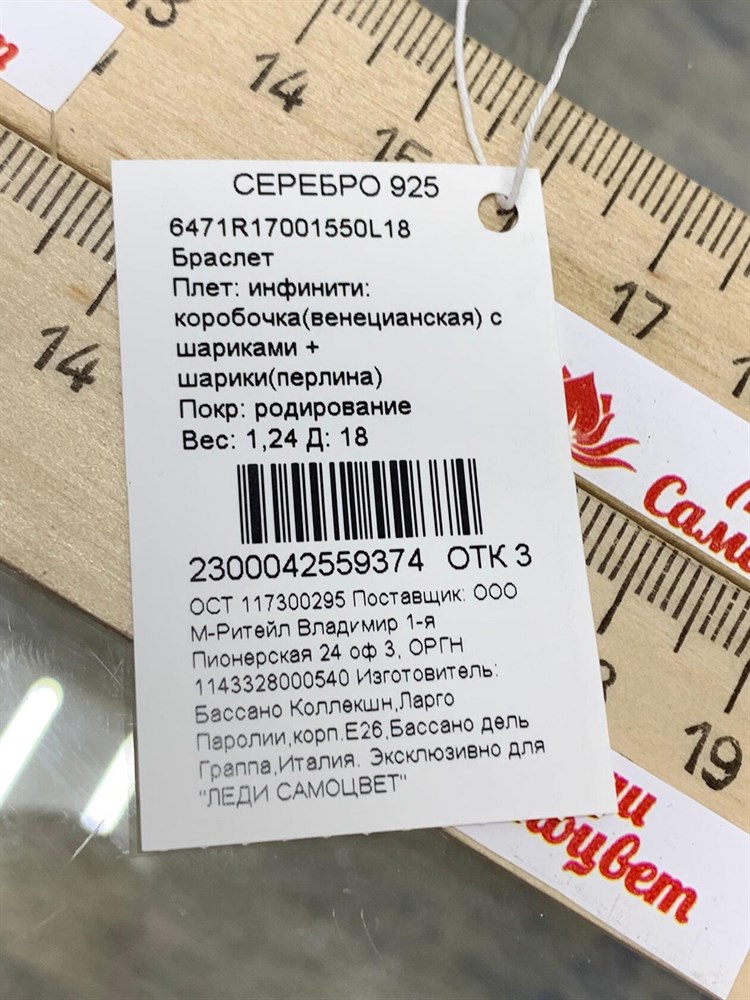 СЕРЕБРО 925
6471R17001550L18
Браслет
Плет: инфинити:
коробочка(венецианская) с
шариками +
шарики(перлина)
Покр: родирование
Вес: 1,24 Д: 18
2300042559374 ОТК 3
ОСТ 117300295 Поставщик: ООО
М-Ритейл Владимир 1-я
Пионерская 24 оф 3, ОРГН
1143328000540 Изготовитель:
Бассано Коллекшн,Ларго
Паролии,корп.Е26,Бассано дель
Граппа,Италия. Эксклюзивно для
"ЛЕДИ САМОЦВЕТ"
13
14
15
17
14
19